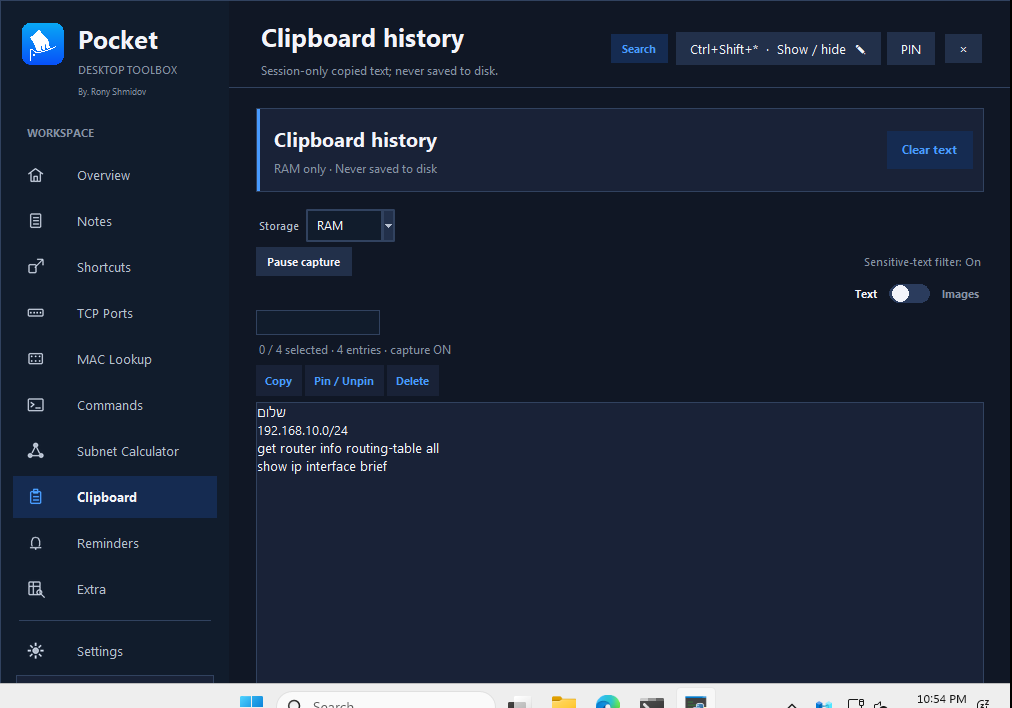 Pocket
DESKTOP TOOLBOX
By. Rony Shmidov
WORKSPACE
Overview
Notes
Shortcuts
TCP Ports
MAC Lookup
Commands
Subnet Calculator
Clipboard
Reminders
Extra
Settings
Clipboard history
Session-only copied text; never saved to disk.
Search
Ctrl+Shift+* · Show / hide
PIN
×
Clipboard history
RAM only · Never saved to disk
Clear text
Storage RAM
Pause capture
Sensitive-text filter: On
Text Images
0 / 4 selected · 4 entries · capture ON
Copy Pin / Unpin Delete
שלום
192.168.10.0/24
get router info routing-table all
show ip interface brief
Search
10:54 PM